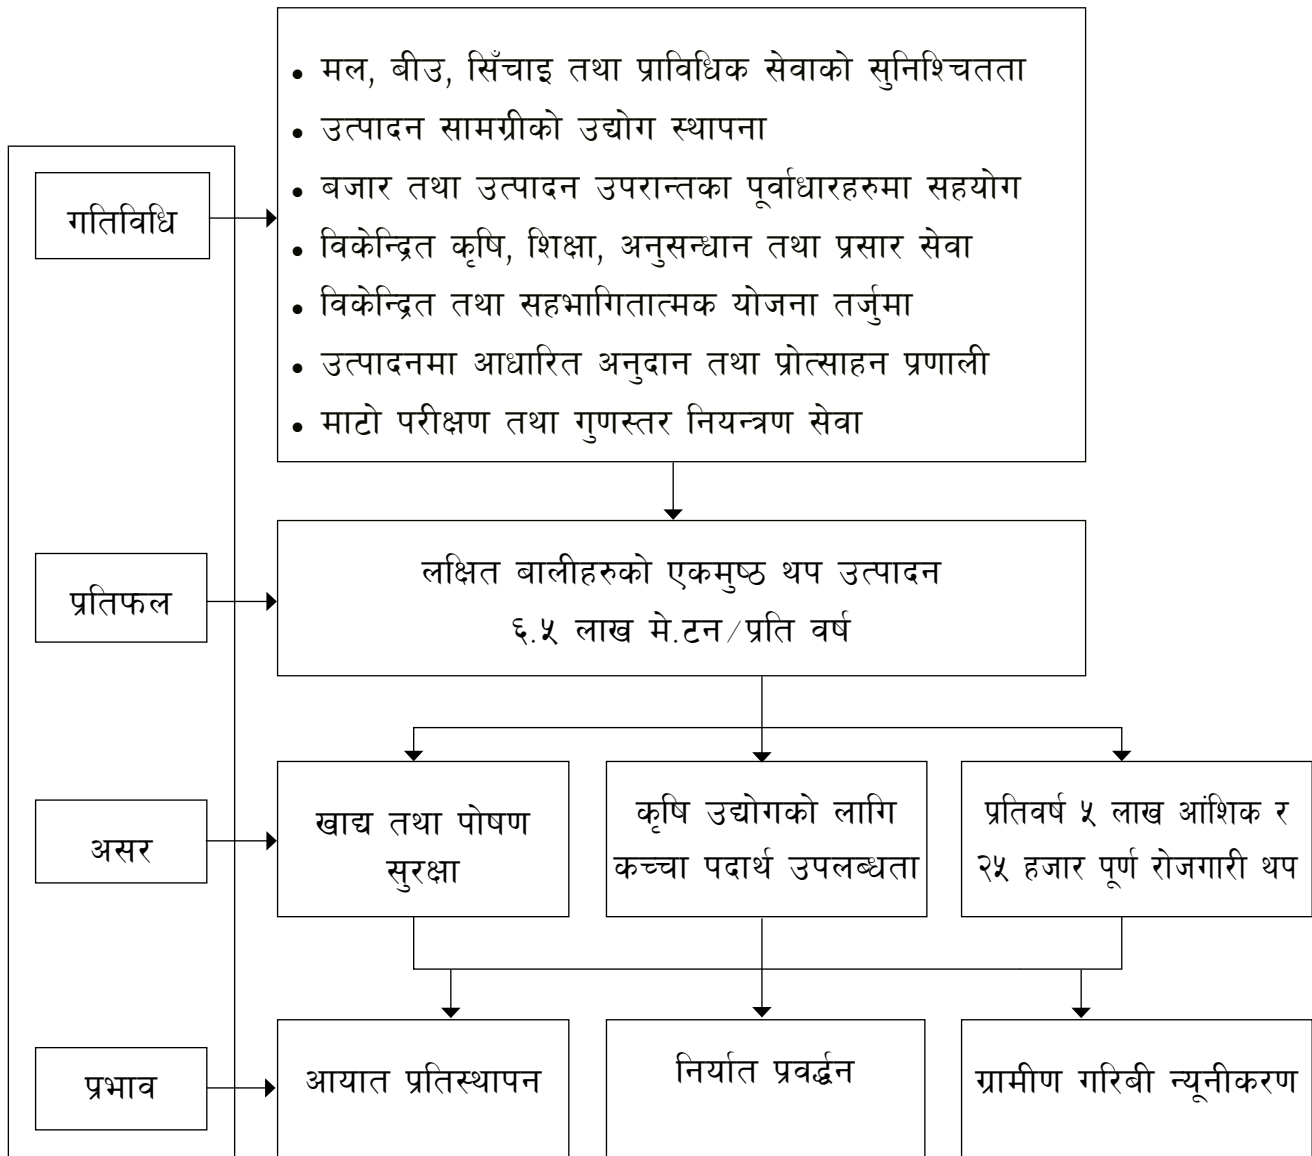 • मल, बीउ, सिँचाइ तथा प्राविधिक सेवाको सुनिश्चितता
• उत्पादन सामग्रीको उद्योग स्थापना
• बजार तथा उत्पादन उपरान्तका पूर्वाधारहरुमा सहयोग
गतिविधि
• विकेन्द्रित कृषि, शिक्षा, अनुसन्धान तथा प्रसार सेवा
• विकेन्द्रित तथा सहभागितात्मक योजना तर्जुमा
• उत्पादनमा आधारित अनुदान तथा प्रोत्साहन प्रणाली
• माटो परीक्षण तथा गुणस्तर नियन्त्रण सेवा
प्रतिफल
लक्षित बालीहरुको एकमुष्ठ थप उत्पादन
६.५ लाख मे.टन/प्रति वर्ष
असर
खाद्य तथा पोषण
सुरक्षा
कृषि उद्योगको लागि
कच्चा पदार्थ उपलब्धता
प्रतिवर्ष ५ लाख आंशिक र
२५ हजार पूर्ण रोजगारी थप
प्रभाव
आयात प्रतिस्थापन
निर्यात प्रवर्द्धन
ग्रामीण गरिबी न्यूनीकरण